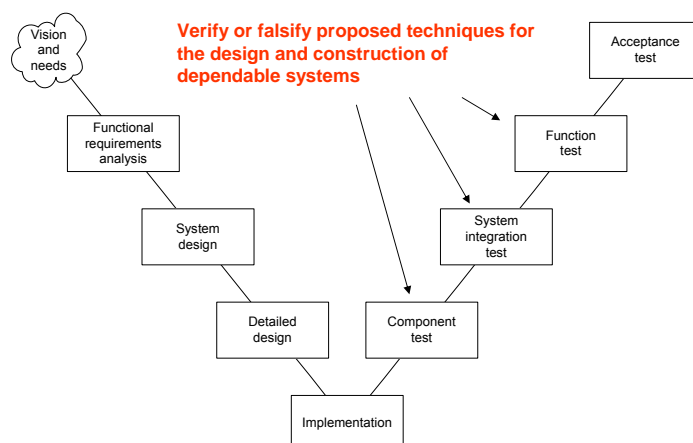 Vision
and
needs
Verify or falsify proposed techniques for
the design and construction of
dependable systems
Acceptance
test
Functional
requirements
analysis
Function
test
System
design
System
integration
test
Detailed
design
Component
test
Implementation